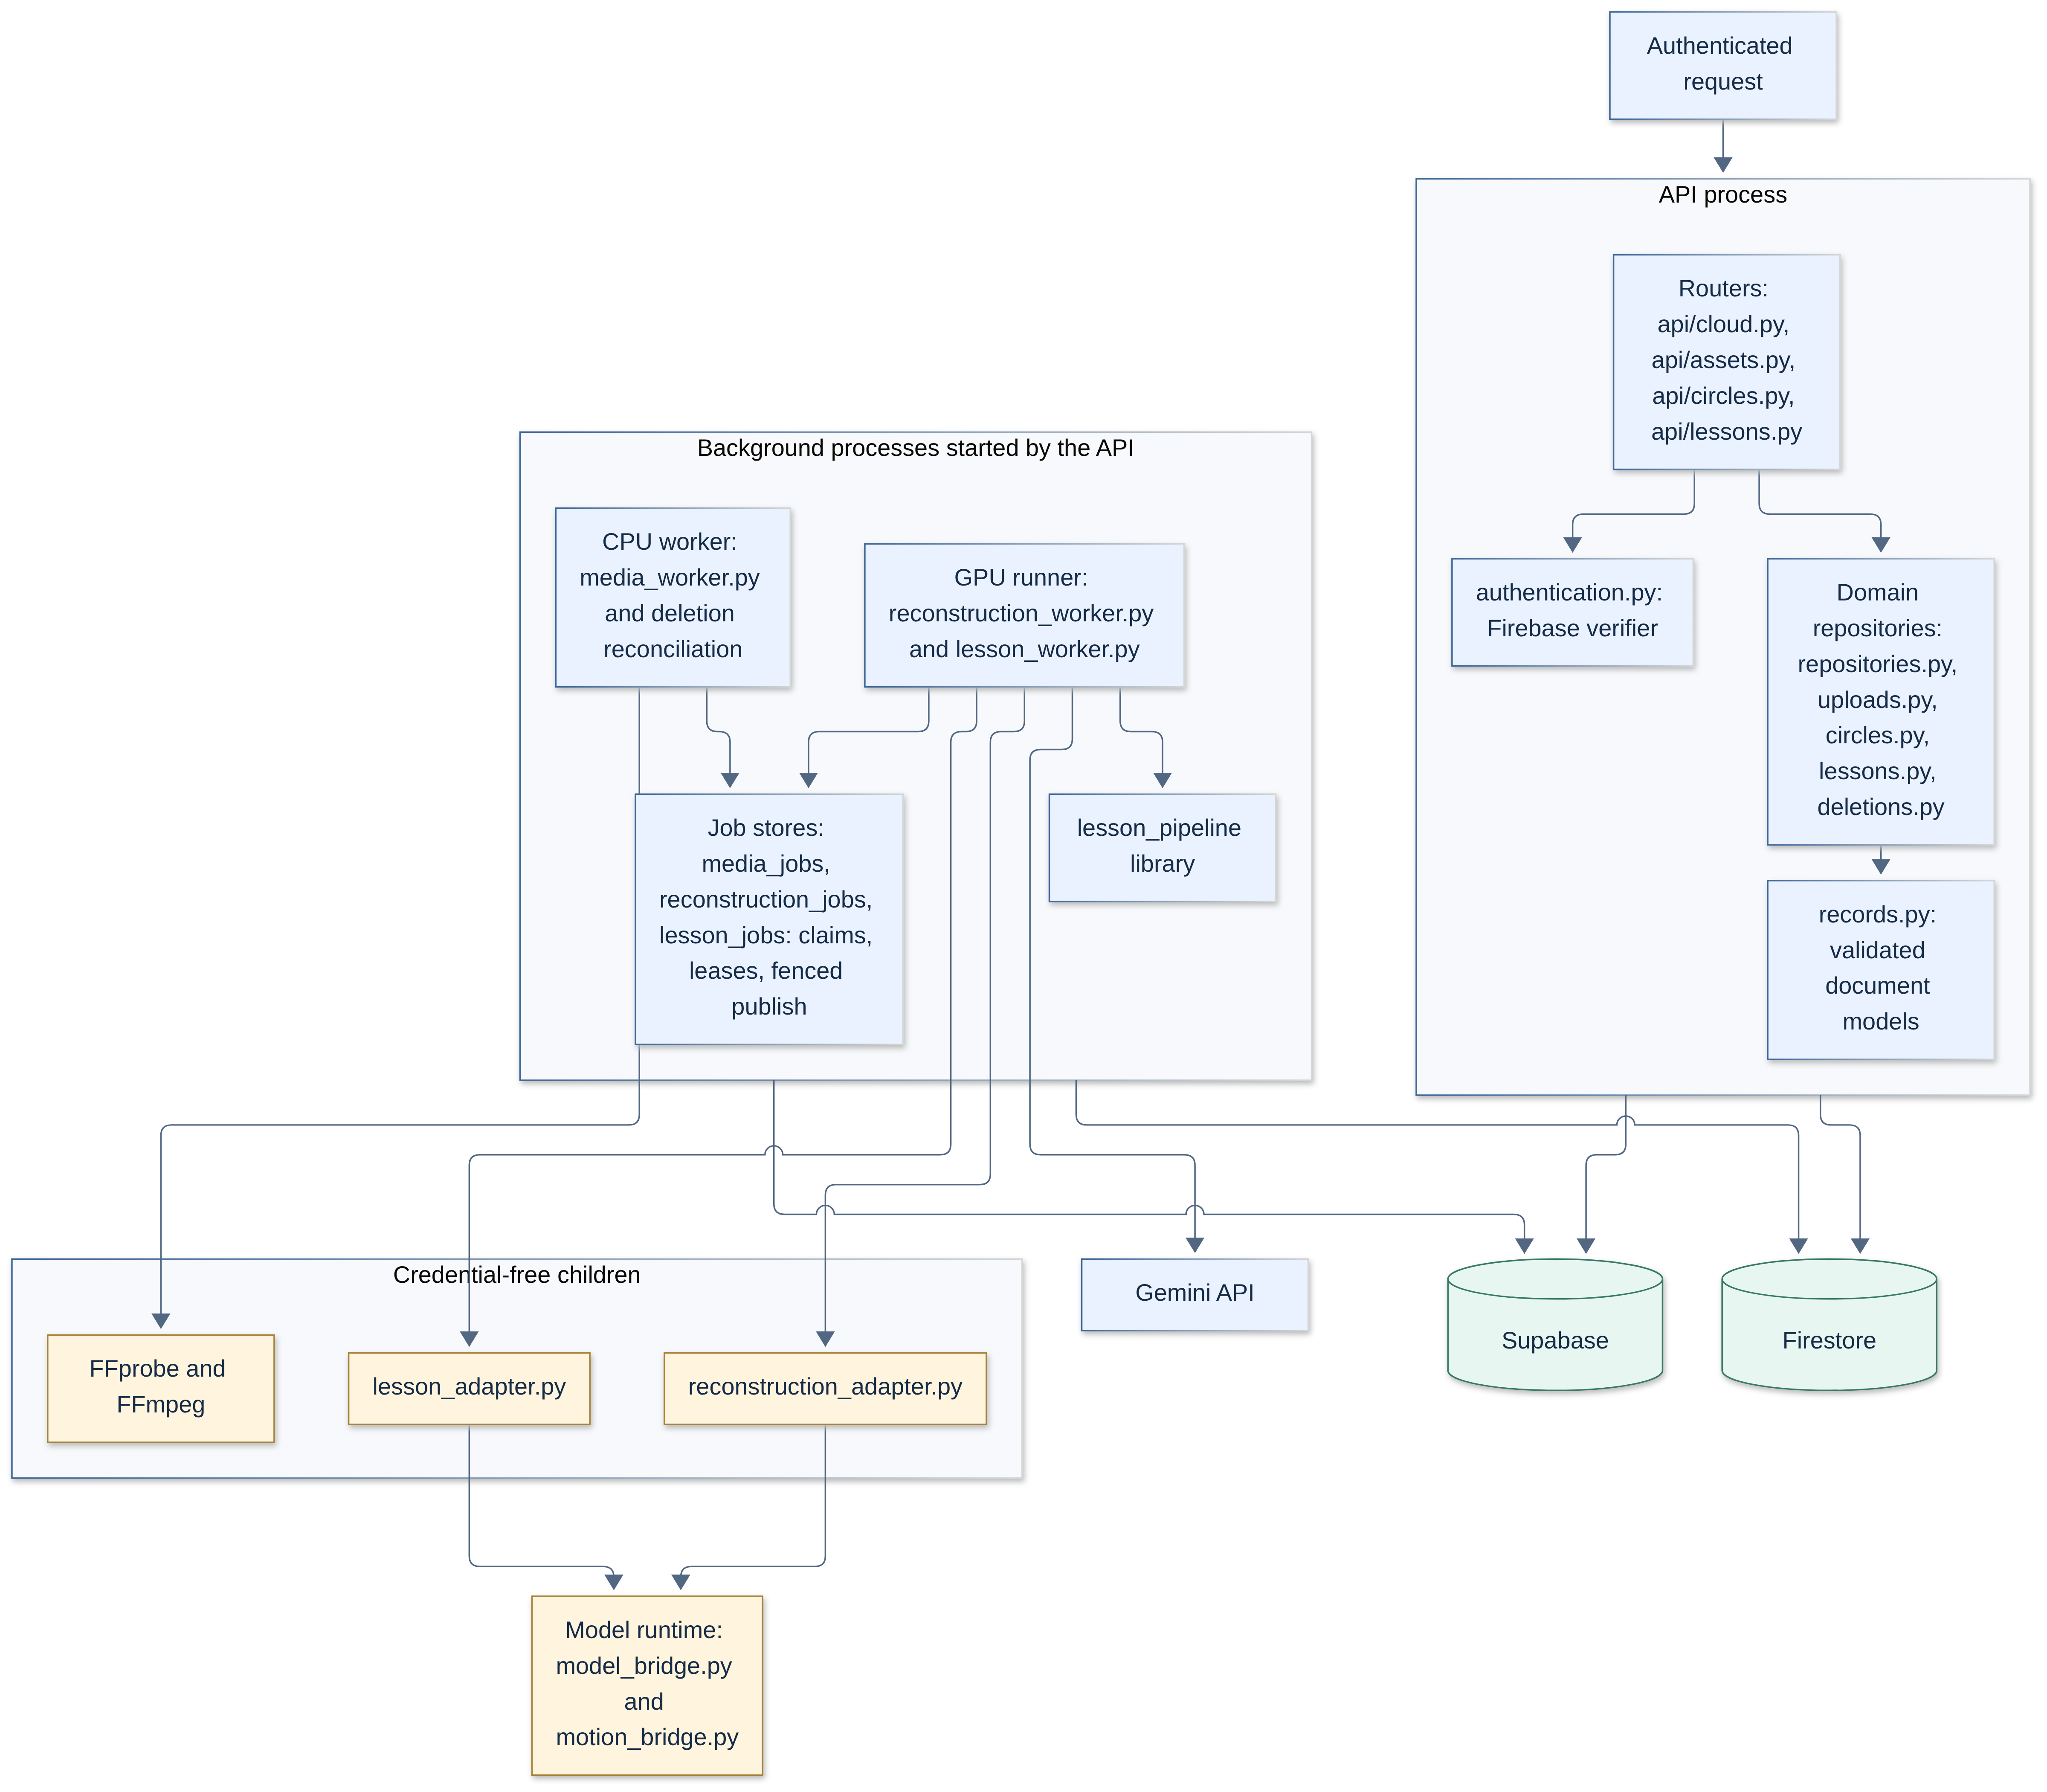 Authenticated
request
API process
Routers:
api/cloud.py,
api/assets.py,
api/circles.py,
api/lessons.py
authentication.py:
Firebase verifier
Domain
repositories:
repositories.py,
uploads.py,
circles.py,
lessons.py,
deletions.py
records.py:
validated
document
models
Background processes started by the API
CPU worker:
media_worker.py
and deletion
reconciliation
GPU runner:
reconstruction_worker.py
and lesson_worker.py
Job stores:
media_jobs,
reconstruction_jobs,
lesson_jobs: claims,
leases, fenced
publish
lesson_pipeline
library
Credential-free children
FFprobe and
FFmpeg
lesson_adapter.py
reconstruction_adapter.py
Gemini API
Supabase
Firestore
Model runtime:
model_bridge.py
and
motion_bridge.py